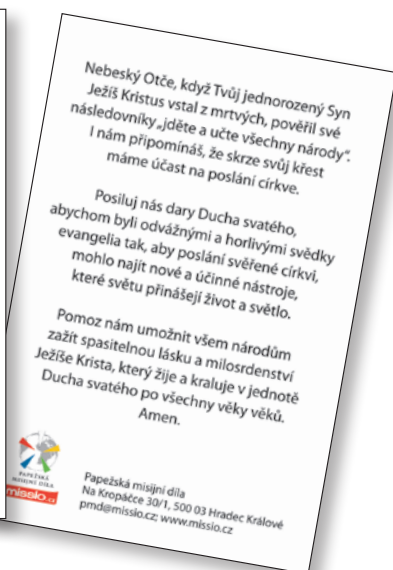 Nebeský Otče, když Tvůj jednorozený Syn
Ježíš Kristus vstal z mrtvých, pověřil své
následovníky „jděte a učte všechny národy“.
I nám připomínáš, že skrze svůj křest
máme účast na poslání církve.
Posiluj nás dary Ducha svatého,
abychom byli odvážnými a horlivými svědky
evangelia tak, aby poslání svěřené církvi,
mohlo najít nové a účinné nástroje,
které světu přinášejí život a světlo.
Pomoz nám umožnit všem národům
zažít spasitelnou lásku a milosrdenství
Ježíše Krista, který žije a kraluje v jednotě
Ducha svatého po všechny věky věků.
Amen.
PAPEŽSKÁ
MISIJNÍ DÍLA
missio.cz
Papežská misijní díla
Na Kropáčce 30/1, 500 03 Hradec Králové
pmd@missio.cz; www.missio.cz